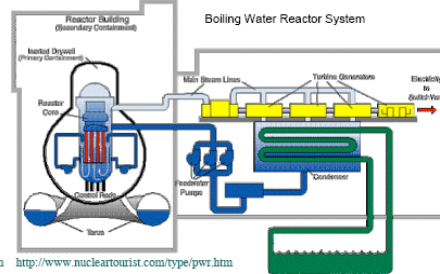 Boiling Water Reactor System
Reactor Building
(Secondary Containment)
Inerted Drywell
(Primary Containment)
Main Steam Lines
Turbine Generators
Electricity
to
Reactor
Core
Feedwater
Pumps
Condenser
Control Rods
Torus
http://www.nucleartourist.com/type/pwr.htm